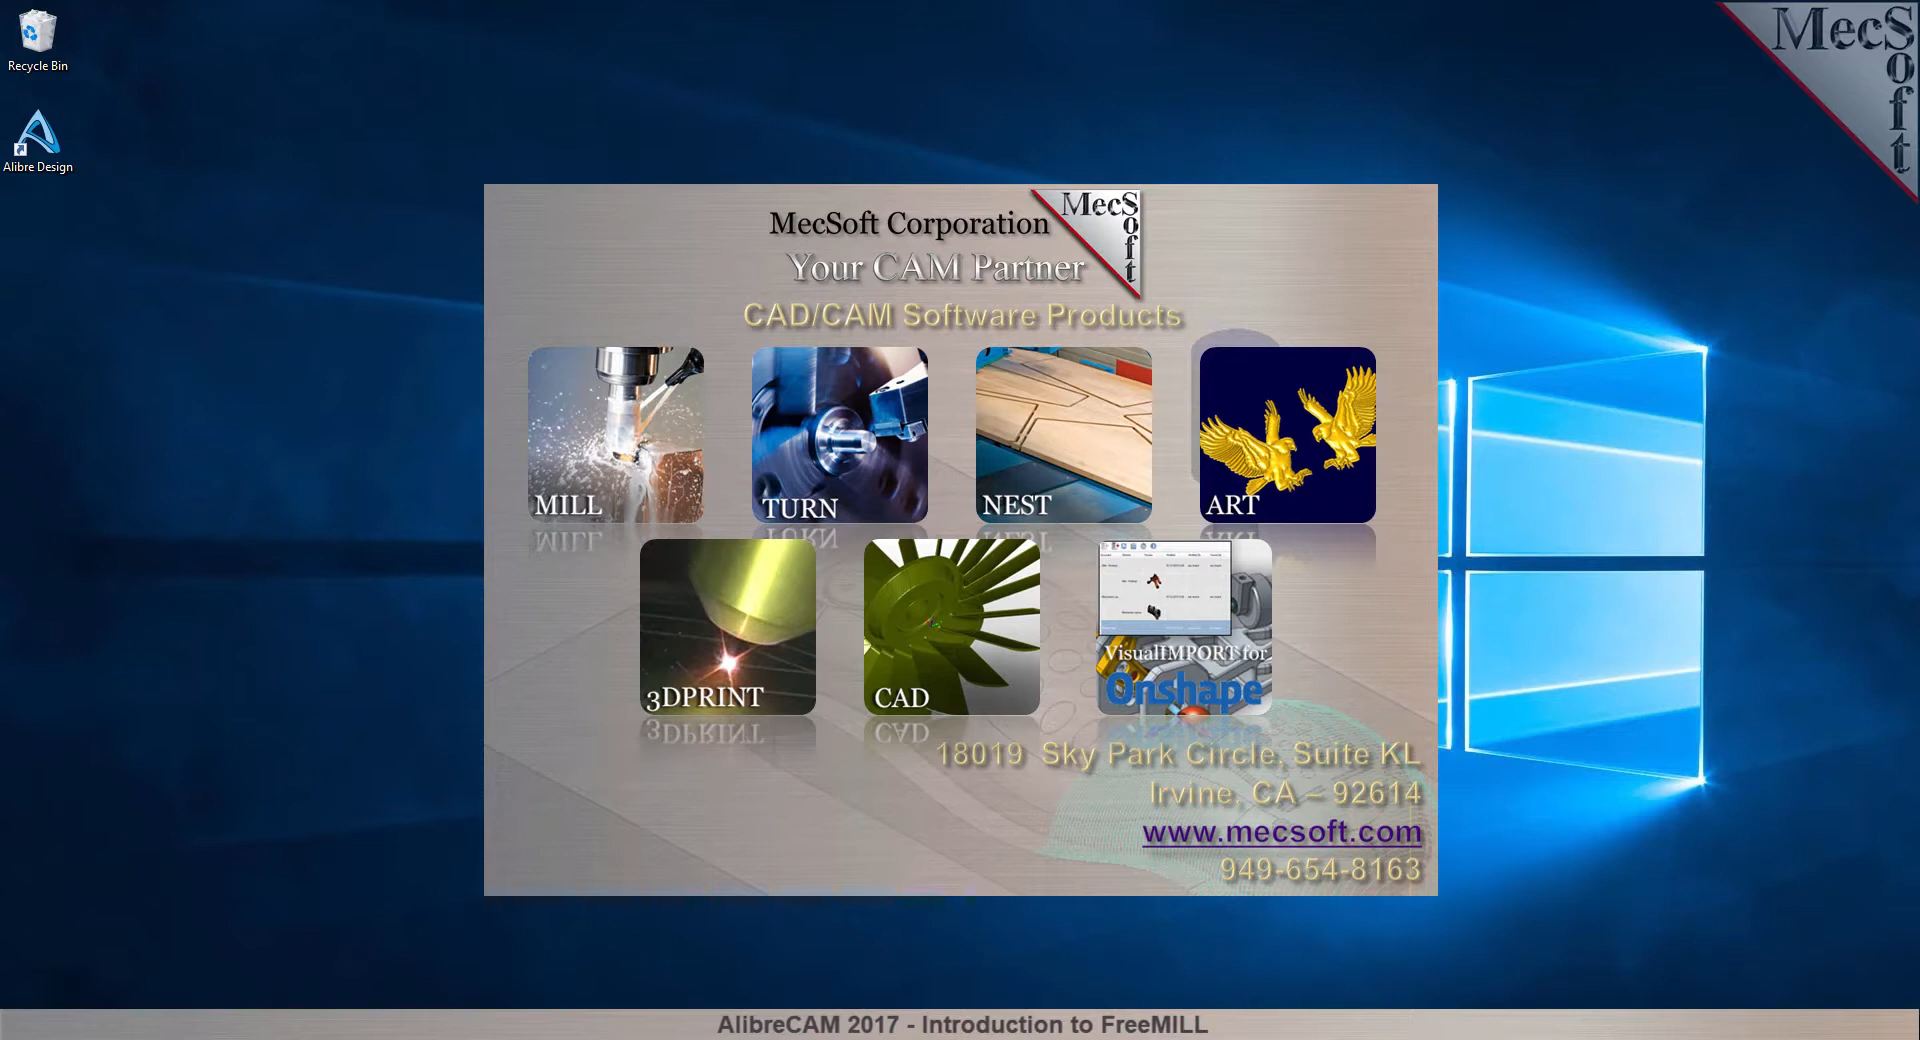 Recycle Bin
Alibre Design
MecSoft
MecSoft Corporation
MecSoft
Your CAM Partner
CAD/CAM Software Products
MILL
TURN
NEST
ART
3DPRINT
CAD
VisualIMPORT for
Onshape
18019 Sky Park Circle, Suite KL
Irvine, CA – 92614
www.mecsoft.com
949-654-8163
AlibreCAM 2017 - Introduction to FreeMILL